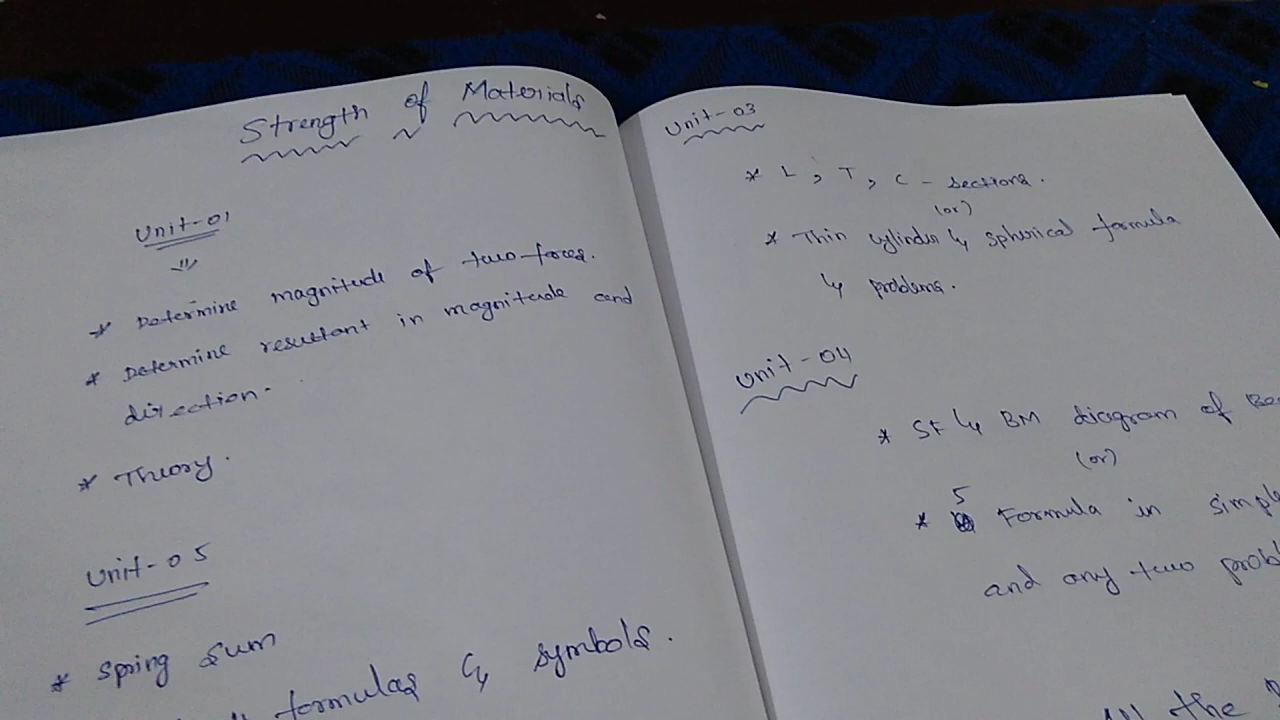 Strength of Materials
Unit-01
* Determine magnitude of two forces.
* Determine resultant in magnitude and
direction.
* Theory.
Unit-05
* Spring Sum
formulas & symbols.
Unit-03
* L, T, C - Sections.
(or)
* Thin cylinder & spherical formula
& problems.
Unit-04
* SF & BM diagram of
(or)
* 5 Formula in
and any two
All the